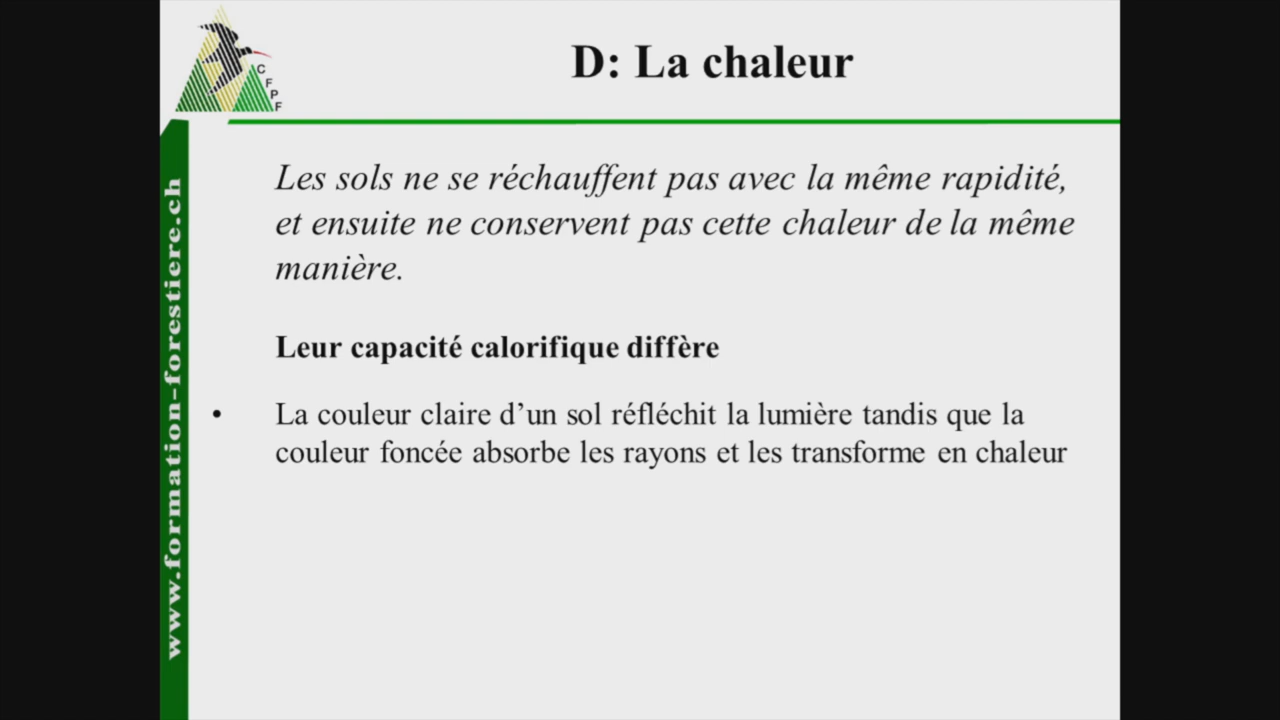 D: La chaleur
C
F
P
F
Les sols ne se réchauffent pas avec la même rapidité,
et ensuite ne conservent pas cette chaleur de la même
manière.
Leur capacité calorifique diffère
• La couleur claire d’un sol réfléchit la lumière tandis que la
couleur foncée absorbe les rayons et les transforme en chaleur
www.formation-forestiere.ch